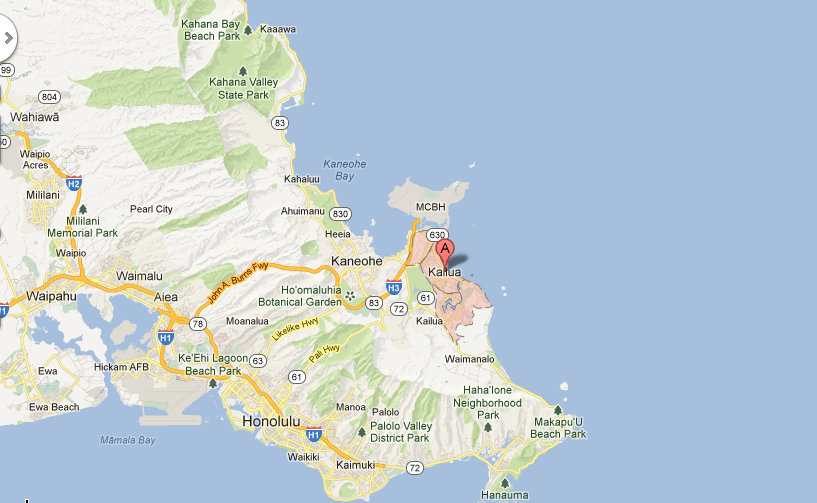 Kahana Bay
Beach Park
Kaaawa
99
Kahana Valley
State Park
804
Wahiawā
83
Waipio
Acres
Kaneohe
Bay
H2
Kahaluu
Mililani
MCBH
Pearl City
Ahuimanu
830
Mililani
Memorial Park
Heeia
630
A
Waipio
Kaneohe
Kailua
Waimalu
John A. Burns Fwy
H3
Waipahu
Aiea
Ho'omaluhia
Botanical Garden
83
61
72
H1
78
Moanalua
Likelike Hwy
Kailua
H1
Pali Hwy
Ke'Ehi Lagoon
Beach Park
63
Waimanalo
Ewa
Hickam AFB
61
Ewa Beach
Manoa
Palolo
Haha'Ione
Neighborhood
Park
Honolulu
Palolo Valley
District Park
Makapu'U
Beach Park
Māmala Bay
H1
Waikiki
Kaimuki
72
Hanauma